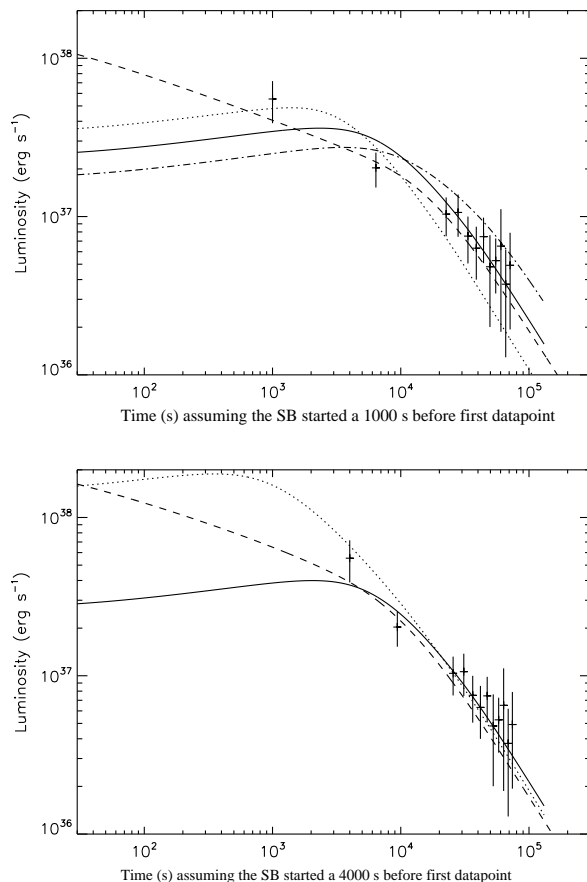 10^38
10^37
10^36
Luminosity (erg s^-1)
10^2 10^3 10^4 10^5
Time (s) assuming the SB started a 1000 s before first datapoint
10^38
10^37
10^36
Luminosity (erg s^-1)
10^2 10^3 10^4 10^5
Time (s) assuming the SB started a 4000 s before first datapoint